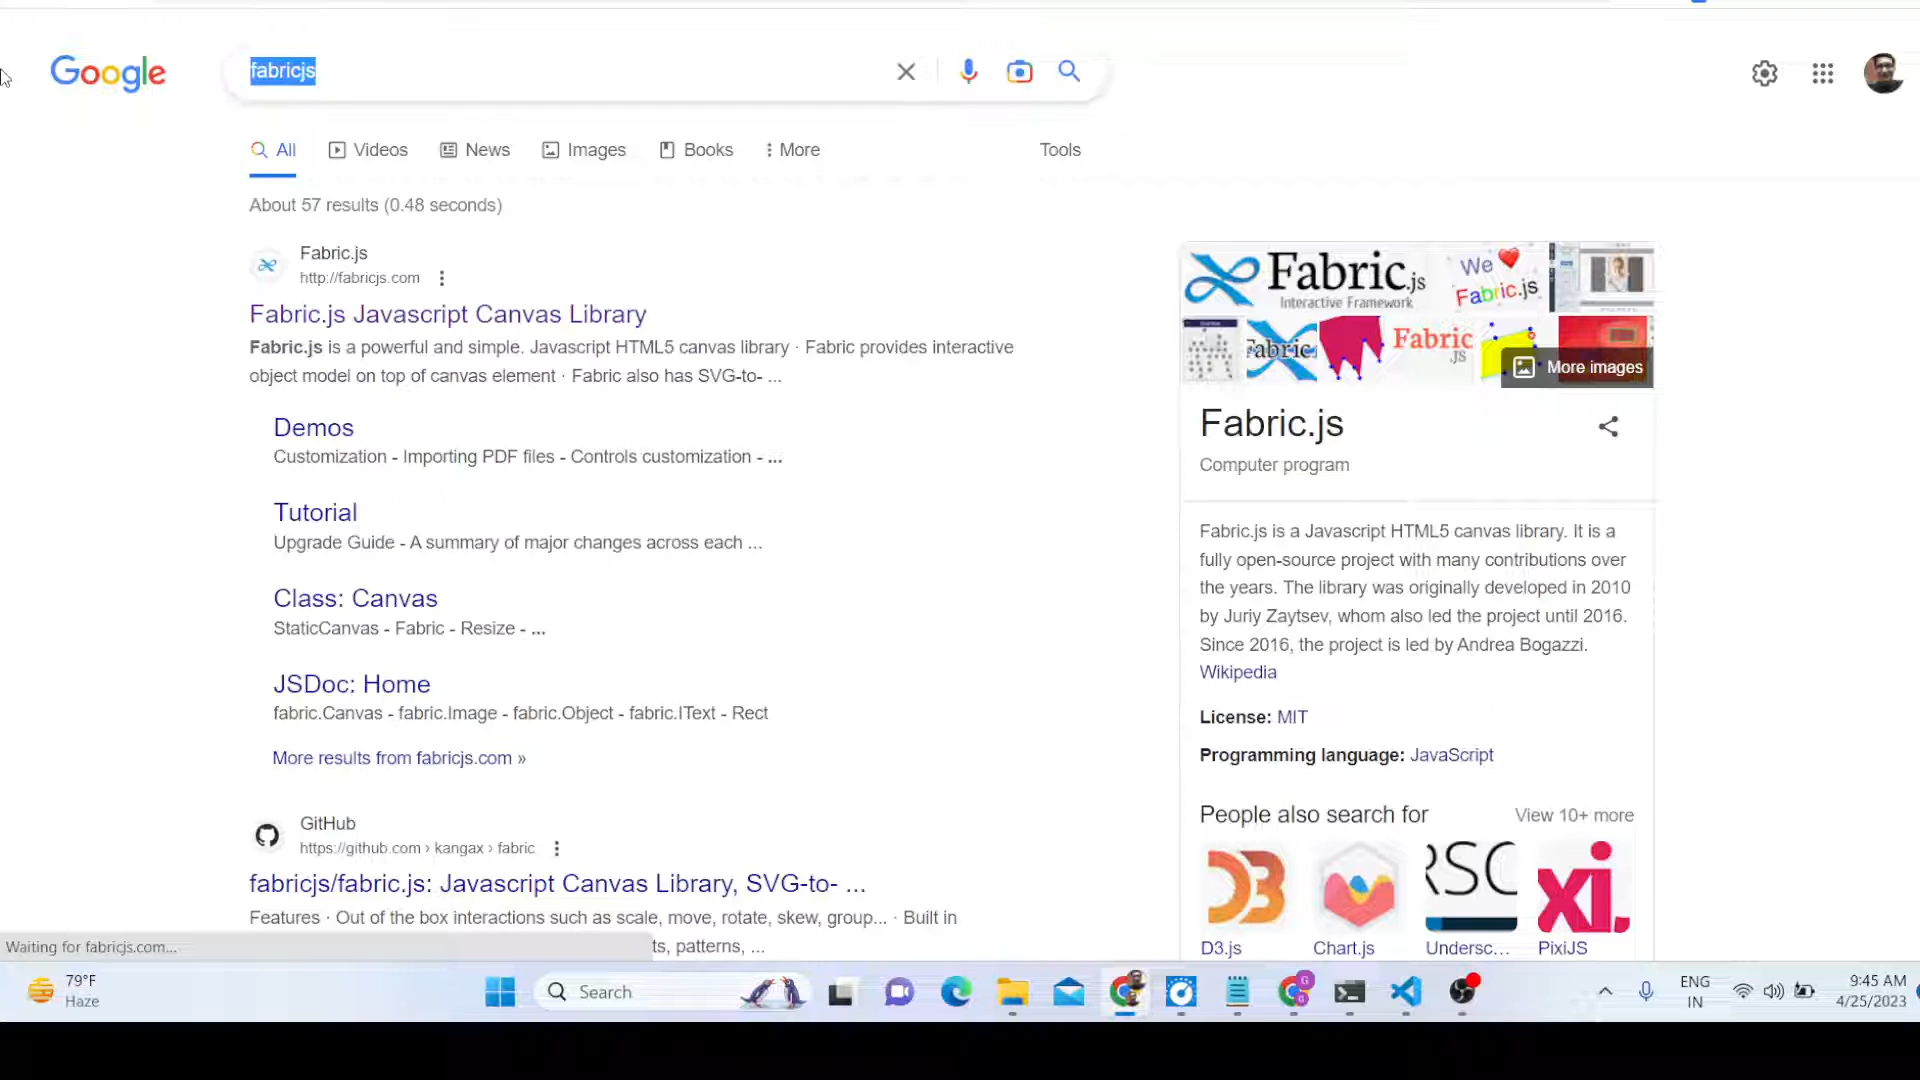 Google
fabricjs
All
Videos
News
Images
Books
More
Tools
About 57 results (0.48 seconds)
Fabric.js
http://fabricjs.com
Fabric.js Javascript Canvas Library
Fabric.js is a powerful and simple. Javascript HTML5 canvas library · Fabric provides interactive
object model on top of canvas element · Fabric also has SVG-to- ...
Demos
Customization - Importing PDF files - Controls customization - ...
Tutorial
Upgrade Guide - A summary of major changes across each ...
Class: Canvas
StaticCanvas - Fabric - Resize - ...
JSDoc: Home
fabric.Canvas - fabric.Image - fabric.Object - fabric.IText - Rect
More results from fabricjs.com »
GitHub
https://github.com › kangax › fabric
fabricjs/fabric.js: Javascript Canvas Library, SVG-to- ...
Features · Out of the box interactions such as scale, move, rotate, skew, group... · Built in
ts, patterns, ...
Waiting for fabricjs.com...
Fabric.js
Interactive Framework
We
Fabric.js
Fabric
Fabric
JS
More images
Fabric.js
Computer program
Fabric.js is a Javascript HTML5 canvas library. It is a
fully open-source project with many contributions over
the years. The library was originally developed in 2010
by Juriy Zaytsev, whom also led the project until 2016.
Since 2016, the project is led by Andrea Bogazzi.
Wikipedia
License: MIT
Programming language: JavaScript
People also search for
View 10+ more
D3
RSC
xi
D3.js
Chart.js
Undersc...
PixiJS
79°F
Haze
Search
ENG
IN
9:45 AM
4/25/2023